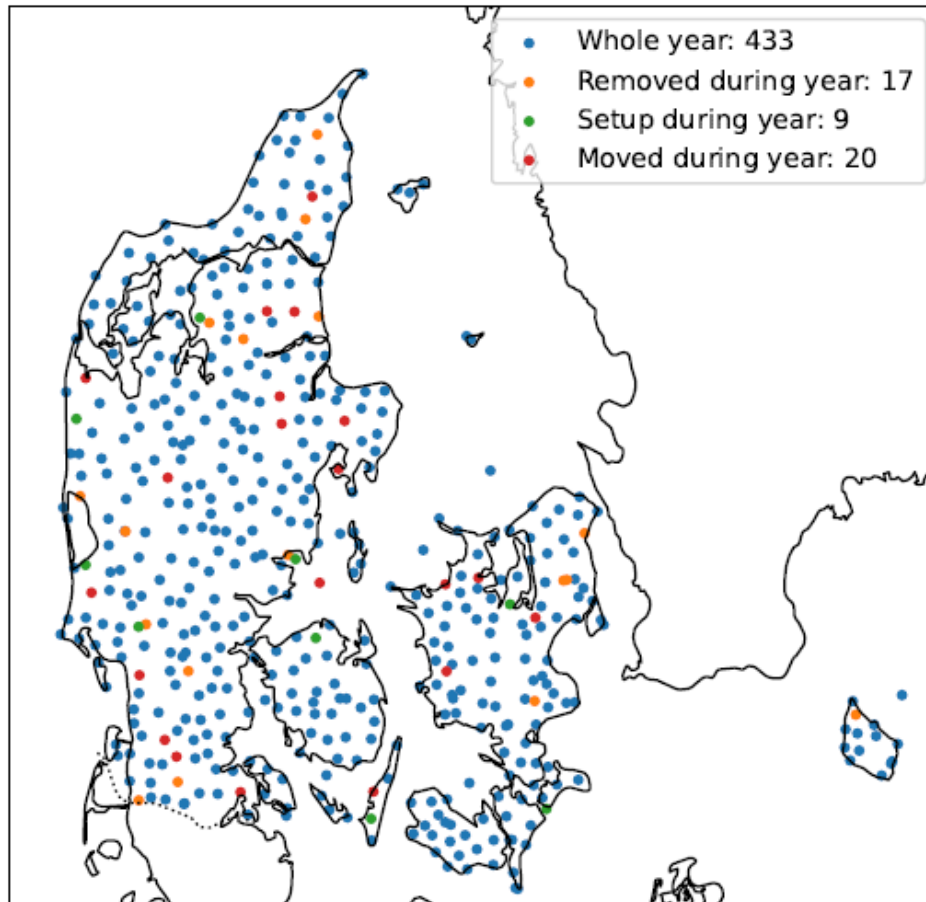 Whole year: 433
Removed during year: 17
Setup during year: 9
Moved during year: 20